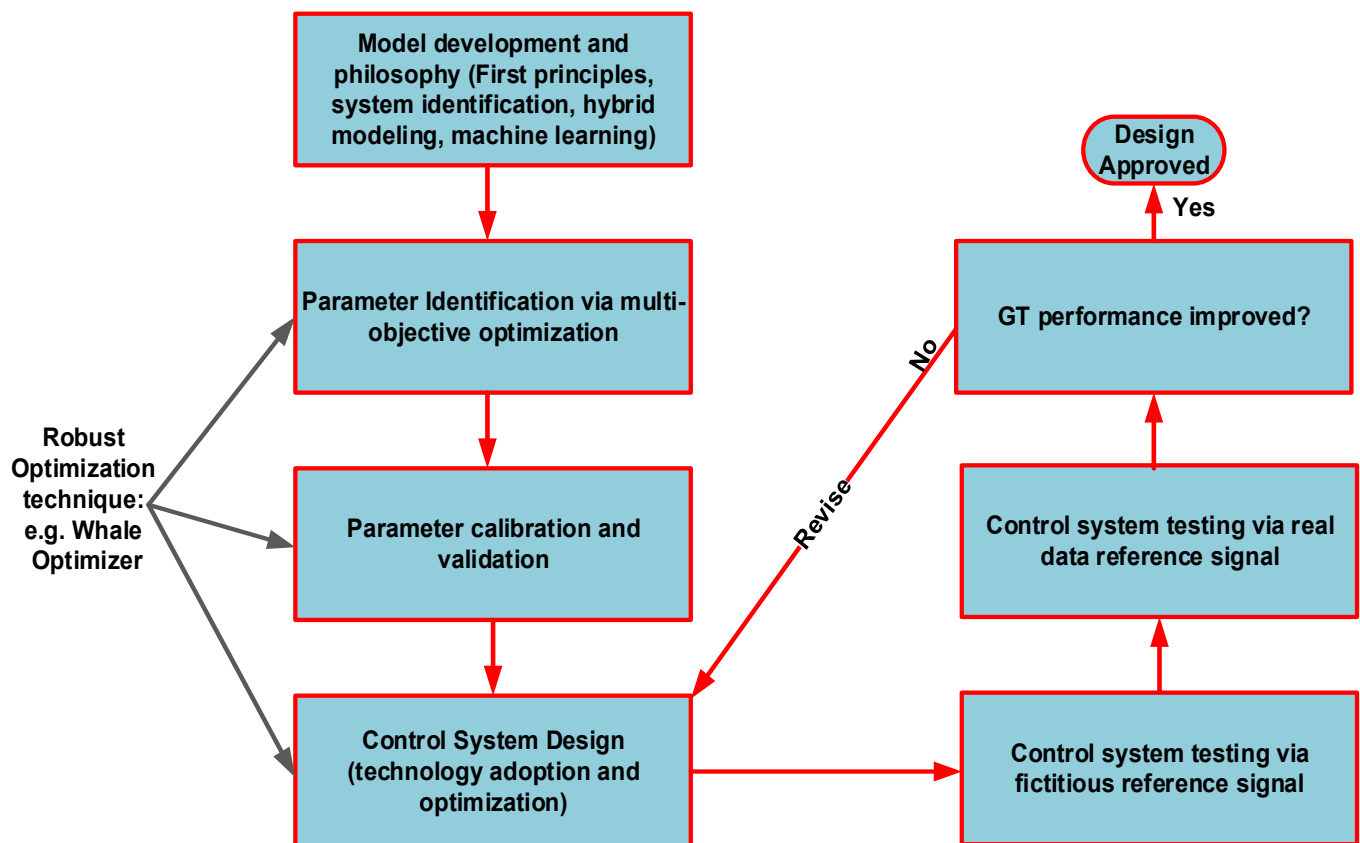 Model development and
philosophy (First principles,
system identification, hybrid
modeling, machine learning)
Parameter Identification via multi-
objective optimization
Parameter calibration and
validation
Control System Design
(technology adoption and
optimization)
Robust
Optimization
technique:
e.g. Whale
Optimizer
Control system testing via
fictitious reference signal
Control system testing via real
data reference signal
GT performance improved?
No
Revise
Yes
Design
Approved